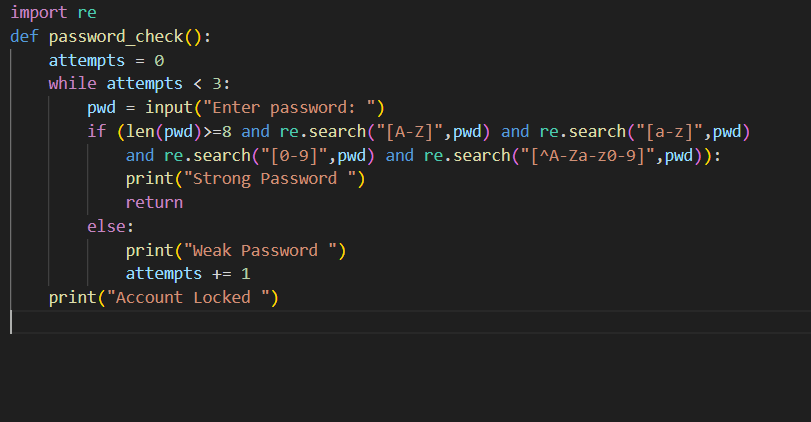 import re
def password_check():
    attempts = 0
    while attempts < 3:
        pwd = input("Enter password: ")
        if (len(pwd)>=8 and re.search("[A-Z]",pwd) and re.search("[a-z]",pwd)
            and re.search("[0-9]",pwd) and re.search("[^A-Za-z0-9]",pwd)):
            print("Strong Password ")
            return
        else:
            print("Weak Password ")
            attempts += 1
    print("Account Locked ")